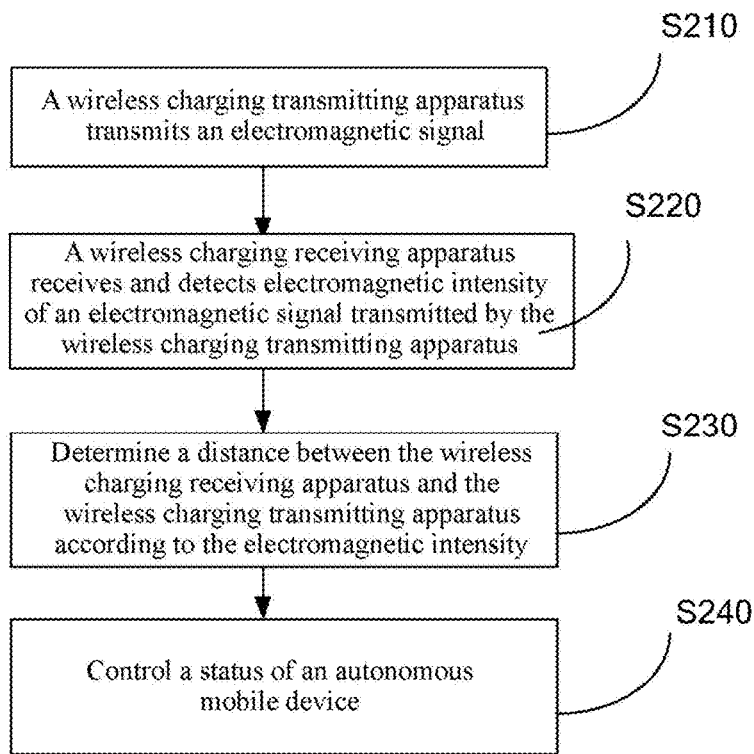 S210
A wireless charging transmitting apparatus
transmits an electromagnetic signal
S220
A wireless charging receiving apparatus
receives and detects electromagnetic intensity
of an electromagnetic signal transmitted by the
wireless charging transmitting apparatus
S230
Determine a distance between the wireless
charging receiving apparatus and the
wireless charging transmitting apparatus
according to the electromagnetic intensity
S240
Control a status of an autonomous
mobile device